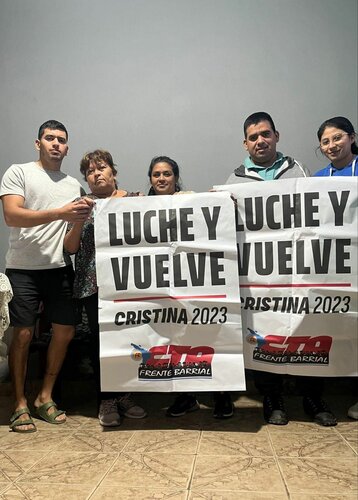 LUCHE Y
VUELVE
CRISTINA 2023
CTA
FRENTE BARRIAL
LUCHE Y
VUELVE
CRISTINA 2023
CTA
FRENTE BARRIAL